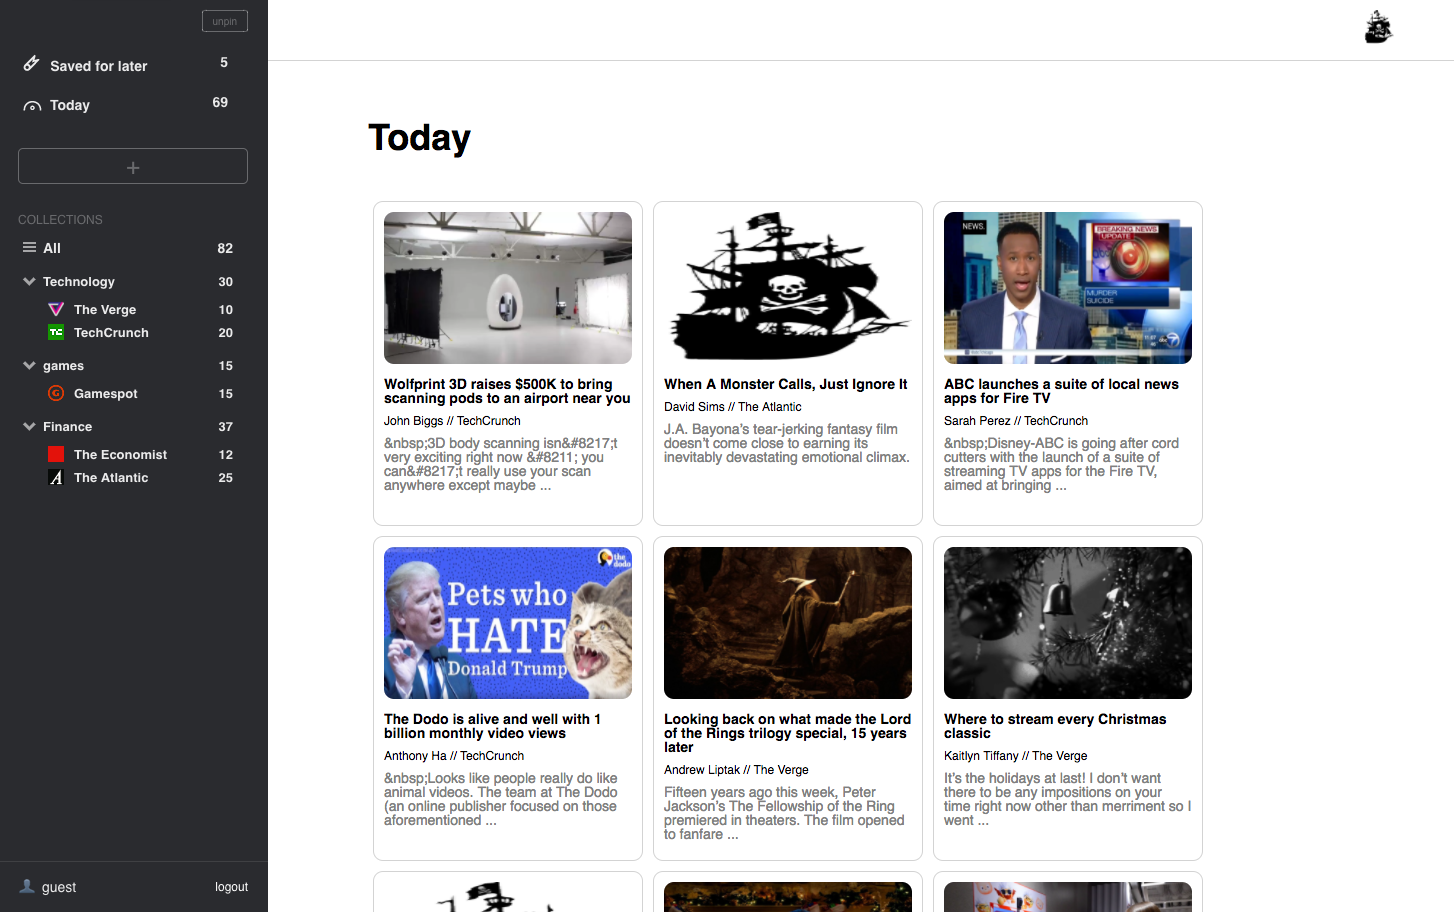 unpin
Saved for later 5
Today 69
+
COLLECTIONS
All 82
Technology 30
The Verge 10
TechCrunch 20
games 15
Gamespot 15
Finance 37
The Economist 12
The Atlantic 25
guest logout
Today
NEWS.
BREAKING NEWS
UPDATE
abc
MURDER
SUICIDE
abc 7
Wolfprint 3D raises $500K to bring
scanning pods to an airport near you
John Biggs // TechCrunch
&nbsp;3D body scanning isn&#8217;t
very exciting right now &#8211; you
can&#8217;t really use your scan
anywhere except maybe ...
When A Monster Calls, Just Ignore It
David Sims // The Atlantic
J.A. Bayona’s tear-jerking fantasy film
doesn’t come close to earning its
inevitably devastating emotional climax.
ABC launches a suite of local news
apps for Fire TV
Sarah Perez // TechCrunch
&nbsp;Disney-ABC is going after cord
cutters with the launch of a suite of
streaming TV apps for the Fire TV,
aimed at bringing ...
the
dodo
Pets who
HATE
Donald Trump
The Dodo is alive and well with 1
billion monthly video views
Anthony Ha // TechCrunch
&nbsp;Looks like people really do like
animal videos. The team at The Dodo
(an online publisher focused on those
aforementioned ...
Looking back on what made the Lord
of the Rings trilogy special, 15 years
later
Andrew Liptak // The Verge
Fifteen years ago this week, Peter
Jackson’s The Fellowship of the Ring
premiered in theaters. The film opened
to fanfare ...
Where to stream every Christmas
classic
Kaitlyn Tiffany // The Verge
It’s the holidays at last! I don’t want
there to be any impositions on your
time right now other than merriment so I
went ...